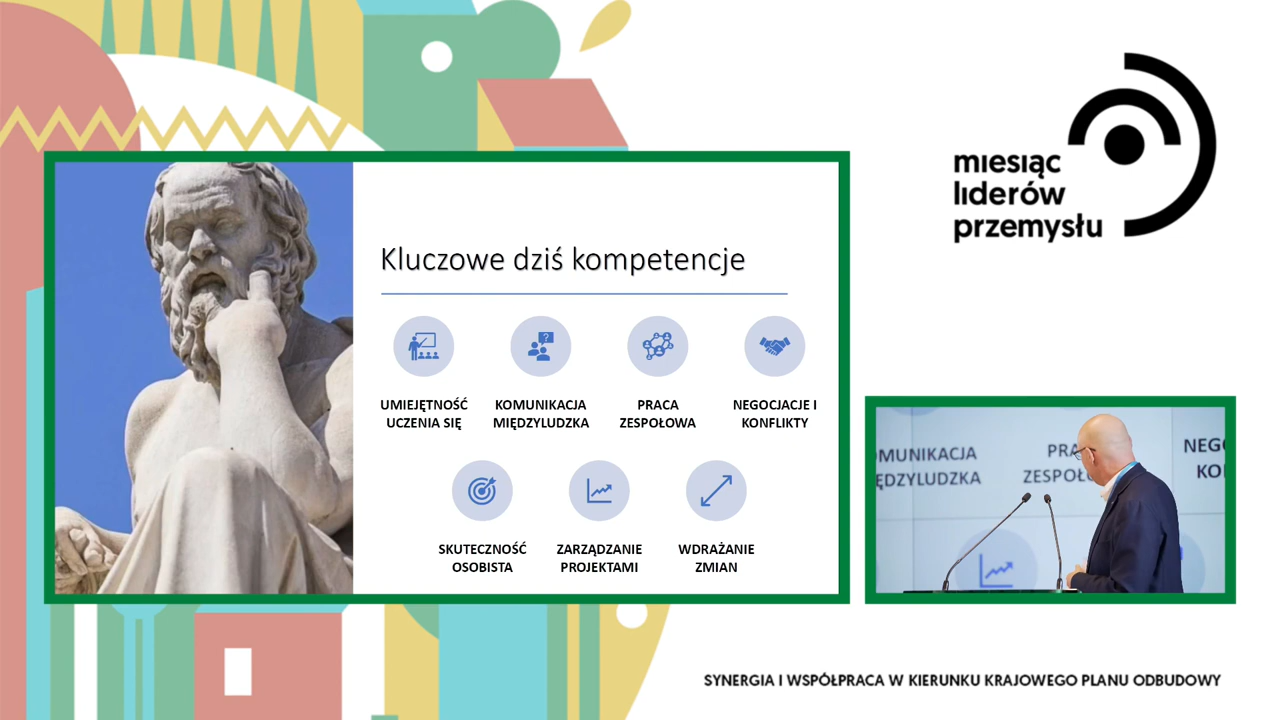 miesiąc
liderów
przemysłu
Kluczowe dziś kompetencje
UMIEJĘTNOŚĆ
UCZENIA SIĘ
KOMUNIKACJA
MIĘDZYLUDZKA
PRACA
ZESPOŁOWA
NEGOCJACJE I
KONFLIKTY
SKUTECZNOŚĆ
OSOBISTA
ZARZĄDZANIE
PROJEKTAMI
WDRAŻANIE
ZMIAN
SYNERGIA I WSPÓŁPRACA W KIERUNKU KRAJOWEGO PLANU ODBUDOWY